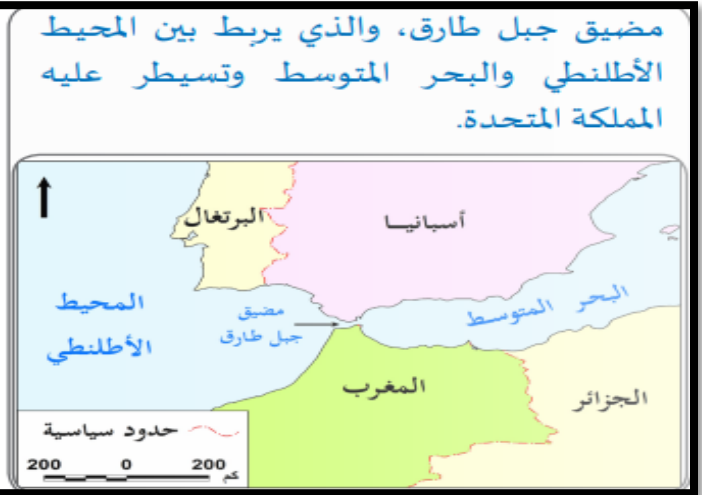 مضيق جبل طارق، والذي يربط بين المحيط
الأطلنطي والبحر المتوسط وتسيطر عليه
المملكة المتحدة.
البرتغال
أسبانيـا
المحيط
الأطلنطي
مضيق
جبل طارق
البحر المتوسط
المغرب
الجزائر
حدود سياسية
200 0 200 كم